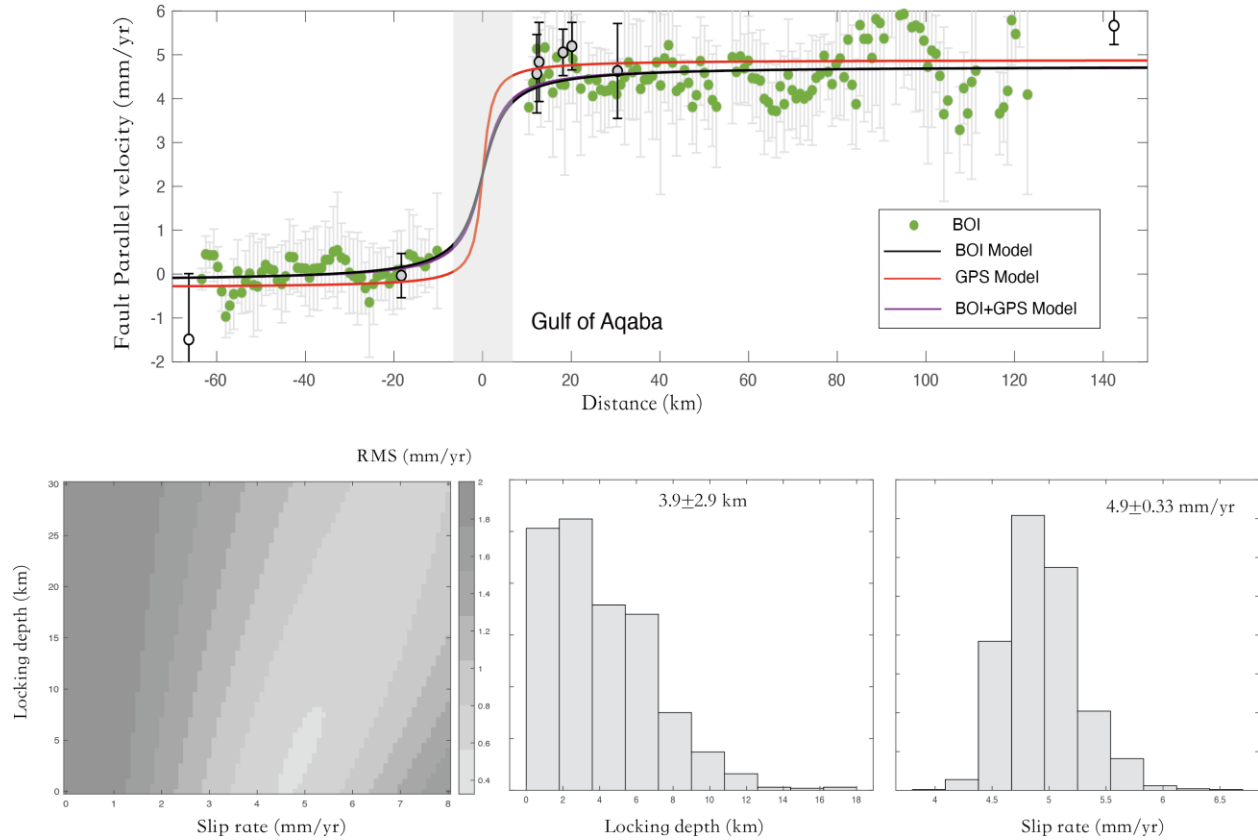 Fault Parallel velocity (mm/yr)
6
5
4
3
2
1
0
-1
-2
-60 -40 -20 0 20 40 60 80 100 120 140
Distance (km)
Gulf of Aqaba
BOI
BOI Model
GPS Model
BOI+GPS Model
RMS (mm/yr)
Locking depth (km)
30
25
20
15
10
5
0
0 1 2 3 4 5 6 7 8
Slip rate (mm/yr)
2
1.8
1.6
1.4
1.2
1
0.8
0.6
0.4
3.9±2.9 km
0 2 4 6 8 10 12 14 16 18
Locking depth (km)
4.9±0.33 mm/yr
4 4.5 5 5.5 6 6.5
Slip rate (mm/yr)